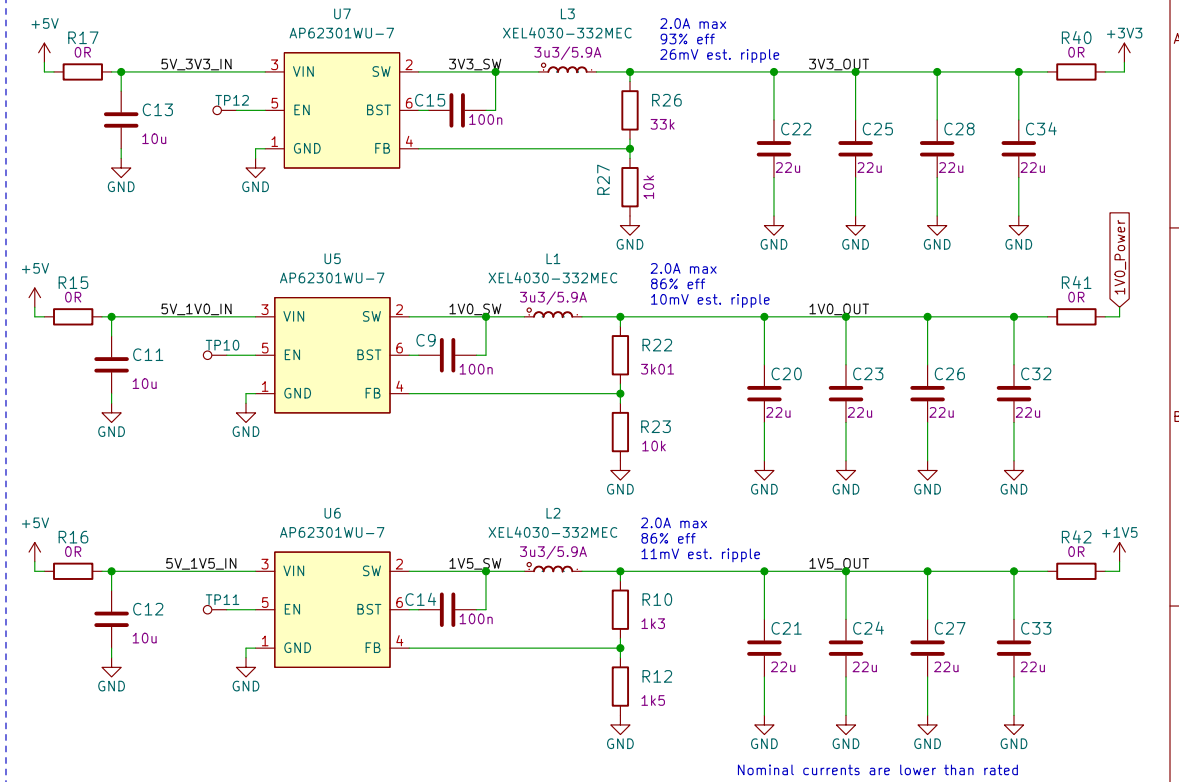 +5V
R17
0R
5V_3V3_IN
C13
10u
GND
TP12
U7
AP62301WU-7
3 VIN
SW 2
5 EN
BST 6
1 GND
FB 4
GND
3V3_SW
C15
100n
L3
XEL4030-332MEC
3u3/5.9A
2.0A max
93% eff
26mV est. ripple
R26
33k
R27
10k
GND
3V3_OUT
C22
22u
GND
C25
22u
GND
C28
22u
GND
C34
22u
GND
R40
0R
+3V3
A
+5V
R15
0R
5V_1V0_IN
C11
10u
GND
TP10
U5
AP62301WU-7
3 VIN
SW 2
5 EN
BST 6
1 GND
FB 4
GND
1V0_SW
C9
100n
L1
XEL4030-332MEC
3u3/5.9A
2.0A max
86% eff
10mV est. ripple
R22
3k01
R23
10k
GND
1V0_OUT
C20
22u
GND
C23
22u
GND
C26
22u
GND
C32
22u
GND
R41
0R
1V0_Power
B
+5V
R16
0R
5V_1V5_IN
C12
10u
GND
TP11
U6
AP62301WU-7
3 VIN
SW 2
5 EN
BST 6
1 GND
FB 4
GND
1V5_SW
C14
100n
L2
XEL4030-332MEC
3u3/5.9A
2.0A max
86% eff
11mV est. ripple
R10
1k3
R12
1k5
GND
1V5_OUT
C21
22u
GND
C24
22u
GND
C27
22u
GND
C33
22u
GND
R42
0R
+1V5
Nominal currents are lower than rated